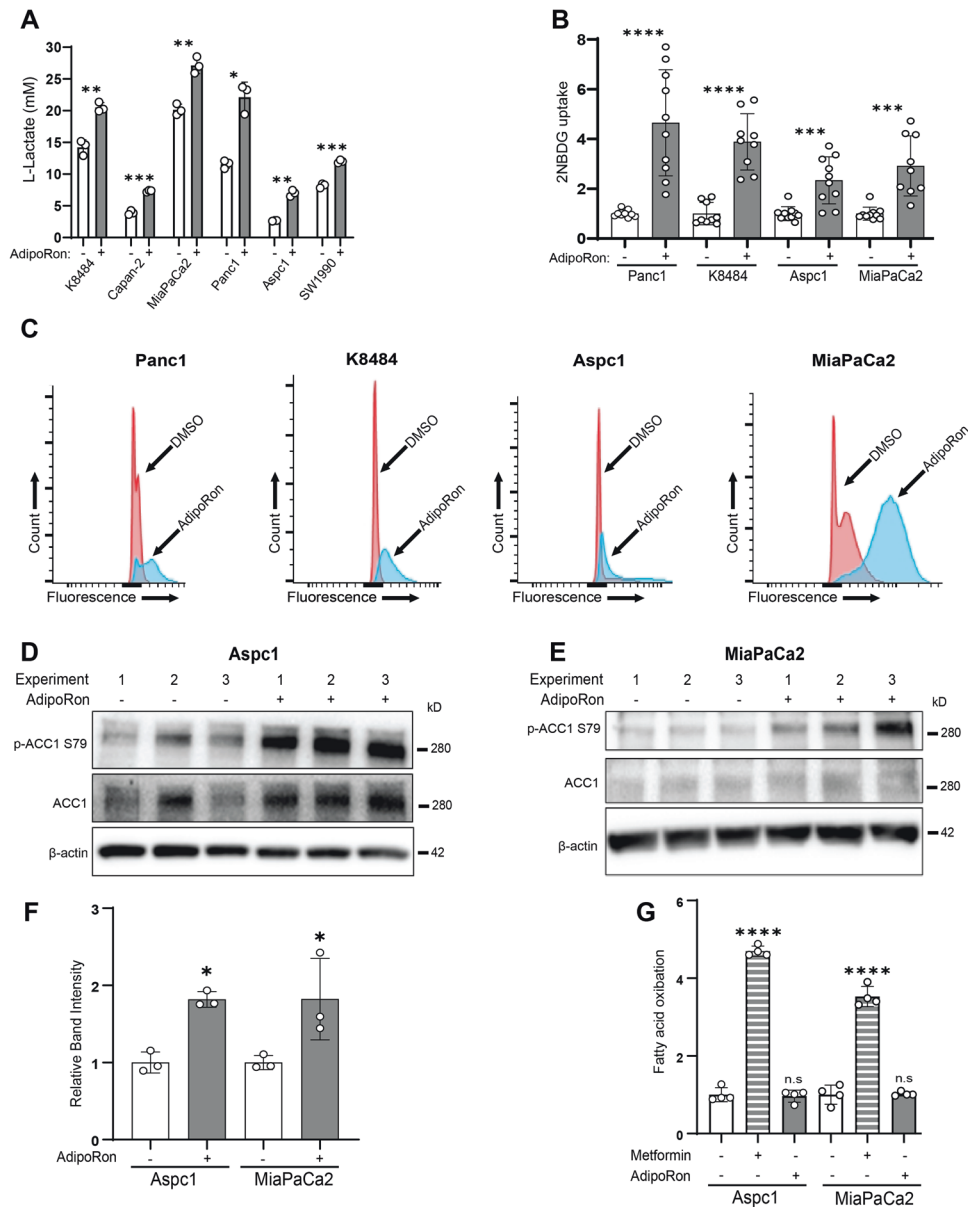 A
L-Lactate (mM)
30
25
20
15
10
5
0
** *** ** * ** ***
AdipoRon: - + - + - + - + - + - +
K8484 Capan-2 MiaPaCa2 Panc1 Aspc1 SW1990
B
2NBDG uptake
8
6
4
2
0
**** **** *** ***
AdipoRon: - + - + - + - +
Panc1 K8484 Aspc1 MiaPaCa2
C
Panc1 K8484 Aspc1 MiaPaCa2
Count DMSO AdipoRon
Fluorescence
Count DMSO AdipoRon
Fluorescence
Count DMSO AdipoRon
Fluorescence
Count DMSO AdipoRon
Fluorescence
D
Aspc1
Experiment 1 2 3 1 2 3
AdipoRon - - - + + + kD
p-ACC1 S79 280
ACC1 280
β-actin 42
E
MiaPaCa2
Experiment 1 2 3 1 2 3
AdipoRon - - - + + + kD
p-ACC1 S79 280
ACC1 280
β-actin 42
F
Relative Band Intensity
3
2
1
0
* *
AdipoRon - + - +
Aspc1 MiaPaCa2
G
Fatty acid oxibation
6
4
2
0
**** n.s **** n.s
Metformin - + - - + -
AdipoRon - - + - - +
Aspc1 MiaPaCa2